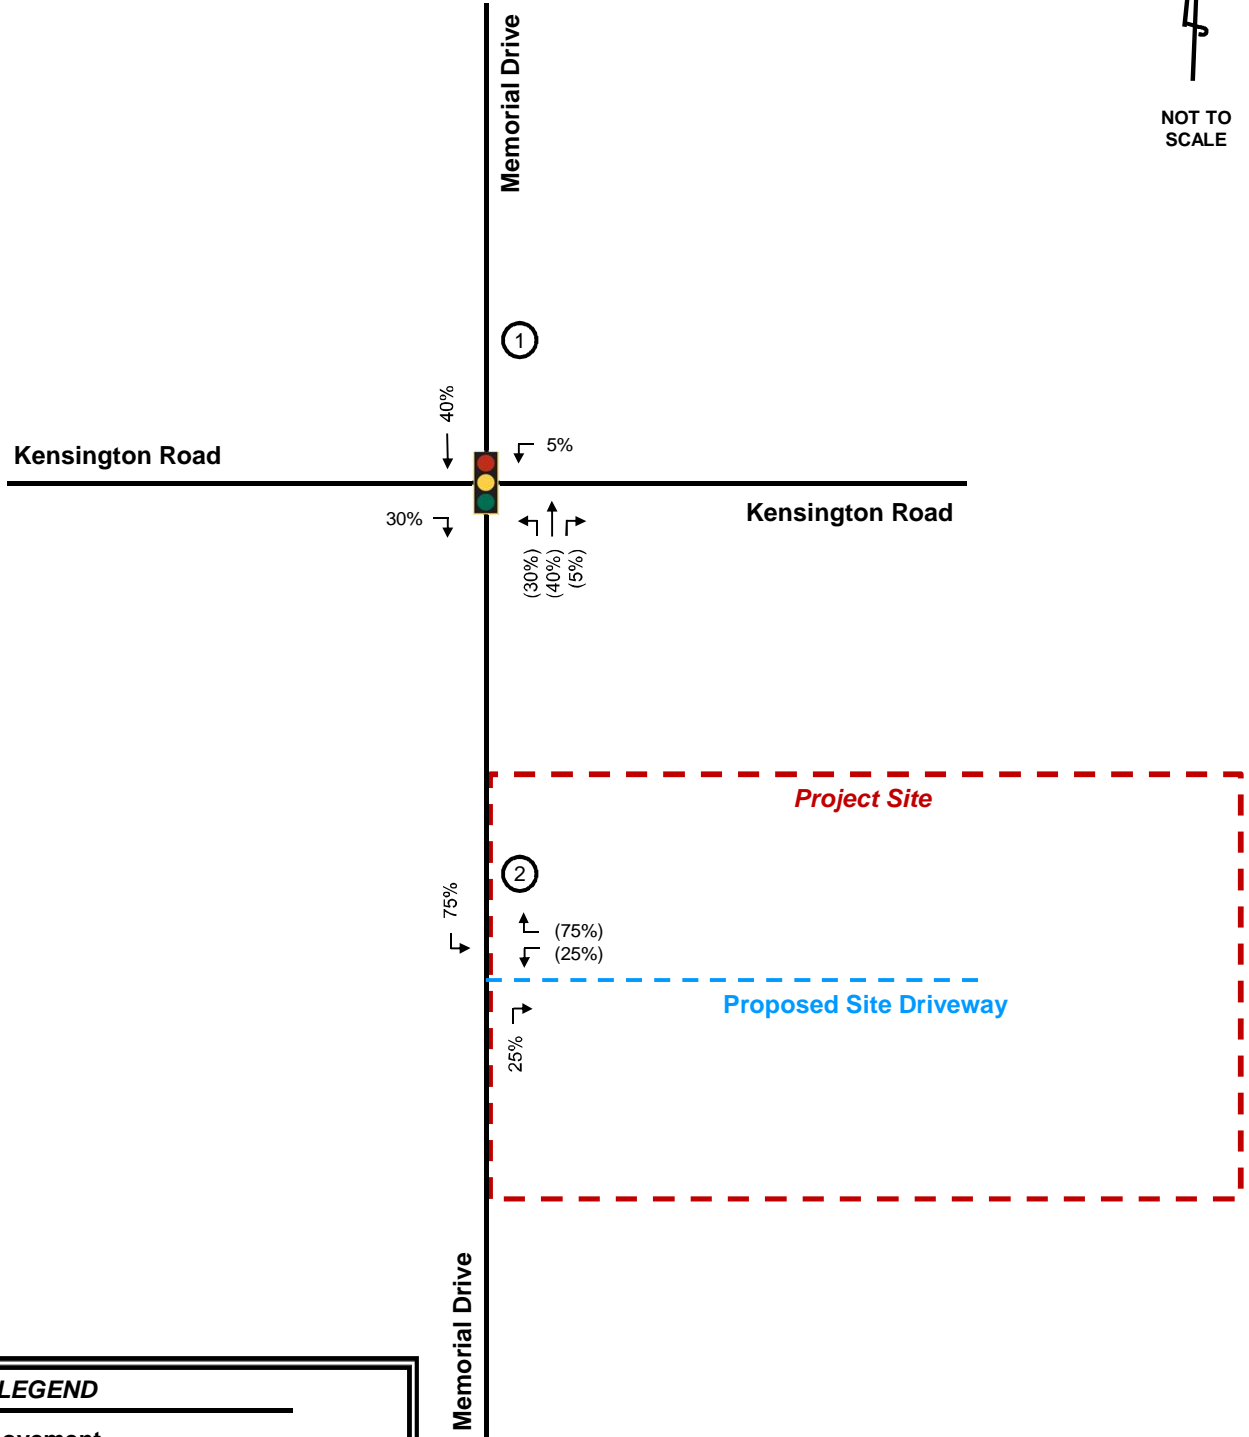 Memorial Drive
NOT TO
SCALE
1
40%
5%
Kensington Road
Kensington Road
30%
(30%)
(40%)
(5%)
Project Site
2
75%
(75%)
(25%)
Proposed Site Driveway
25%
Memorial Drive
LEGEND